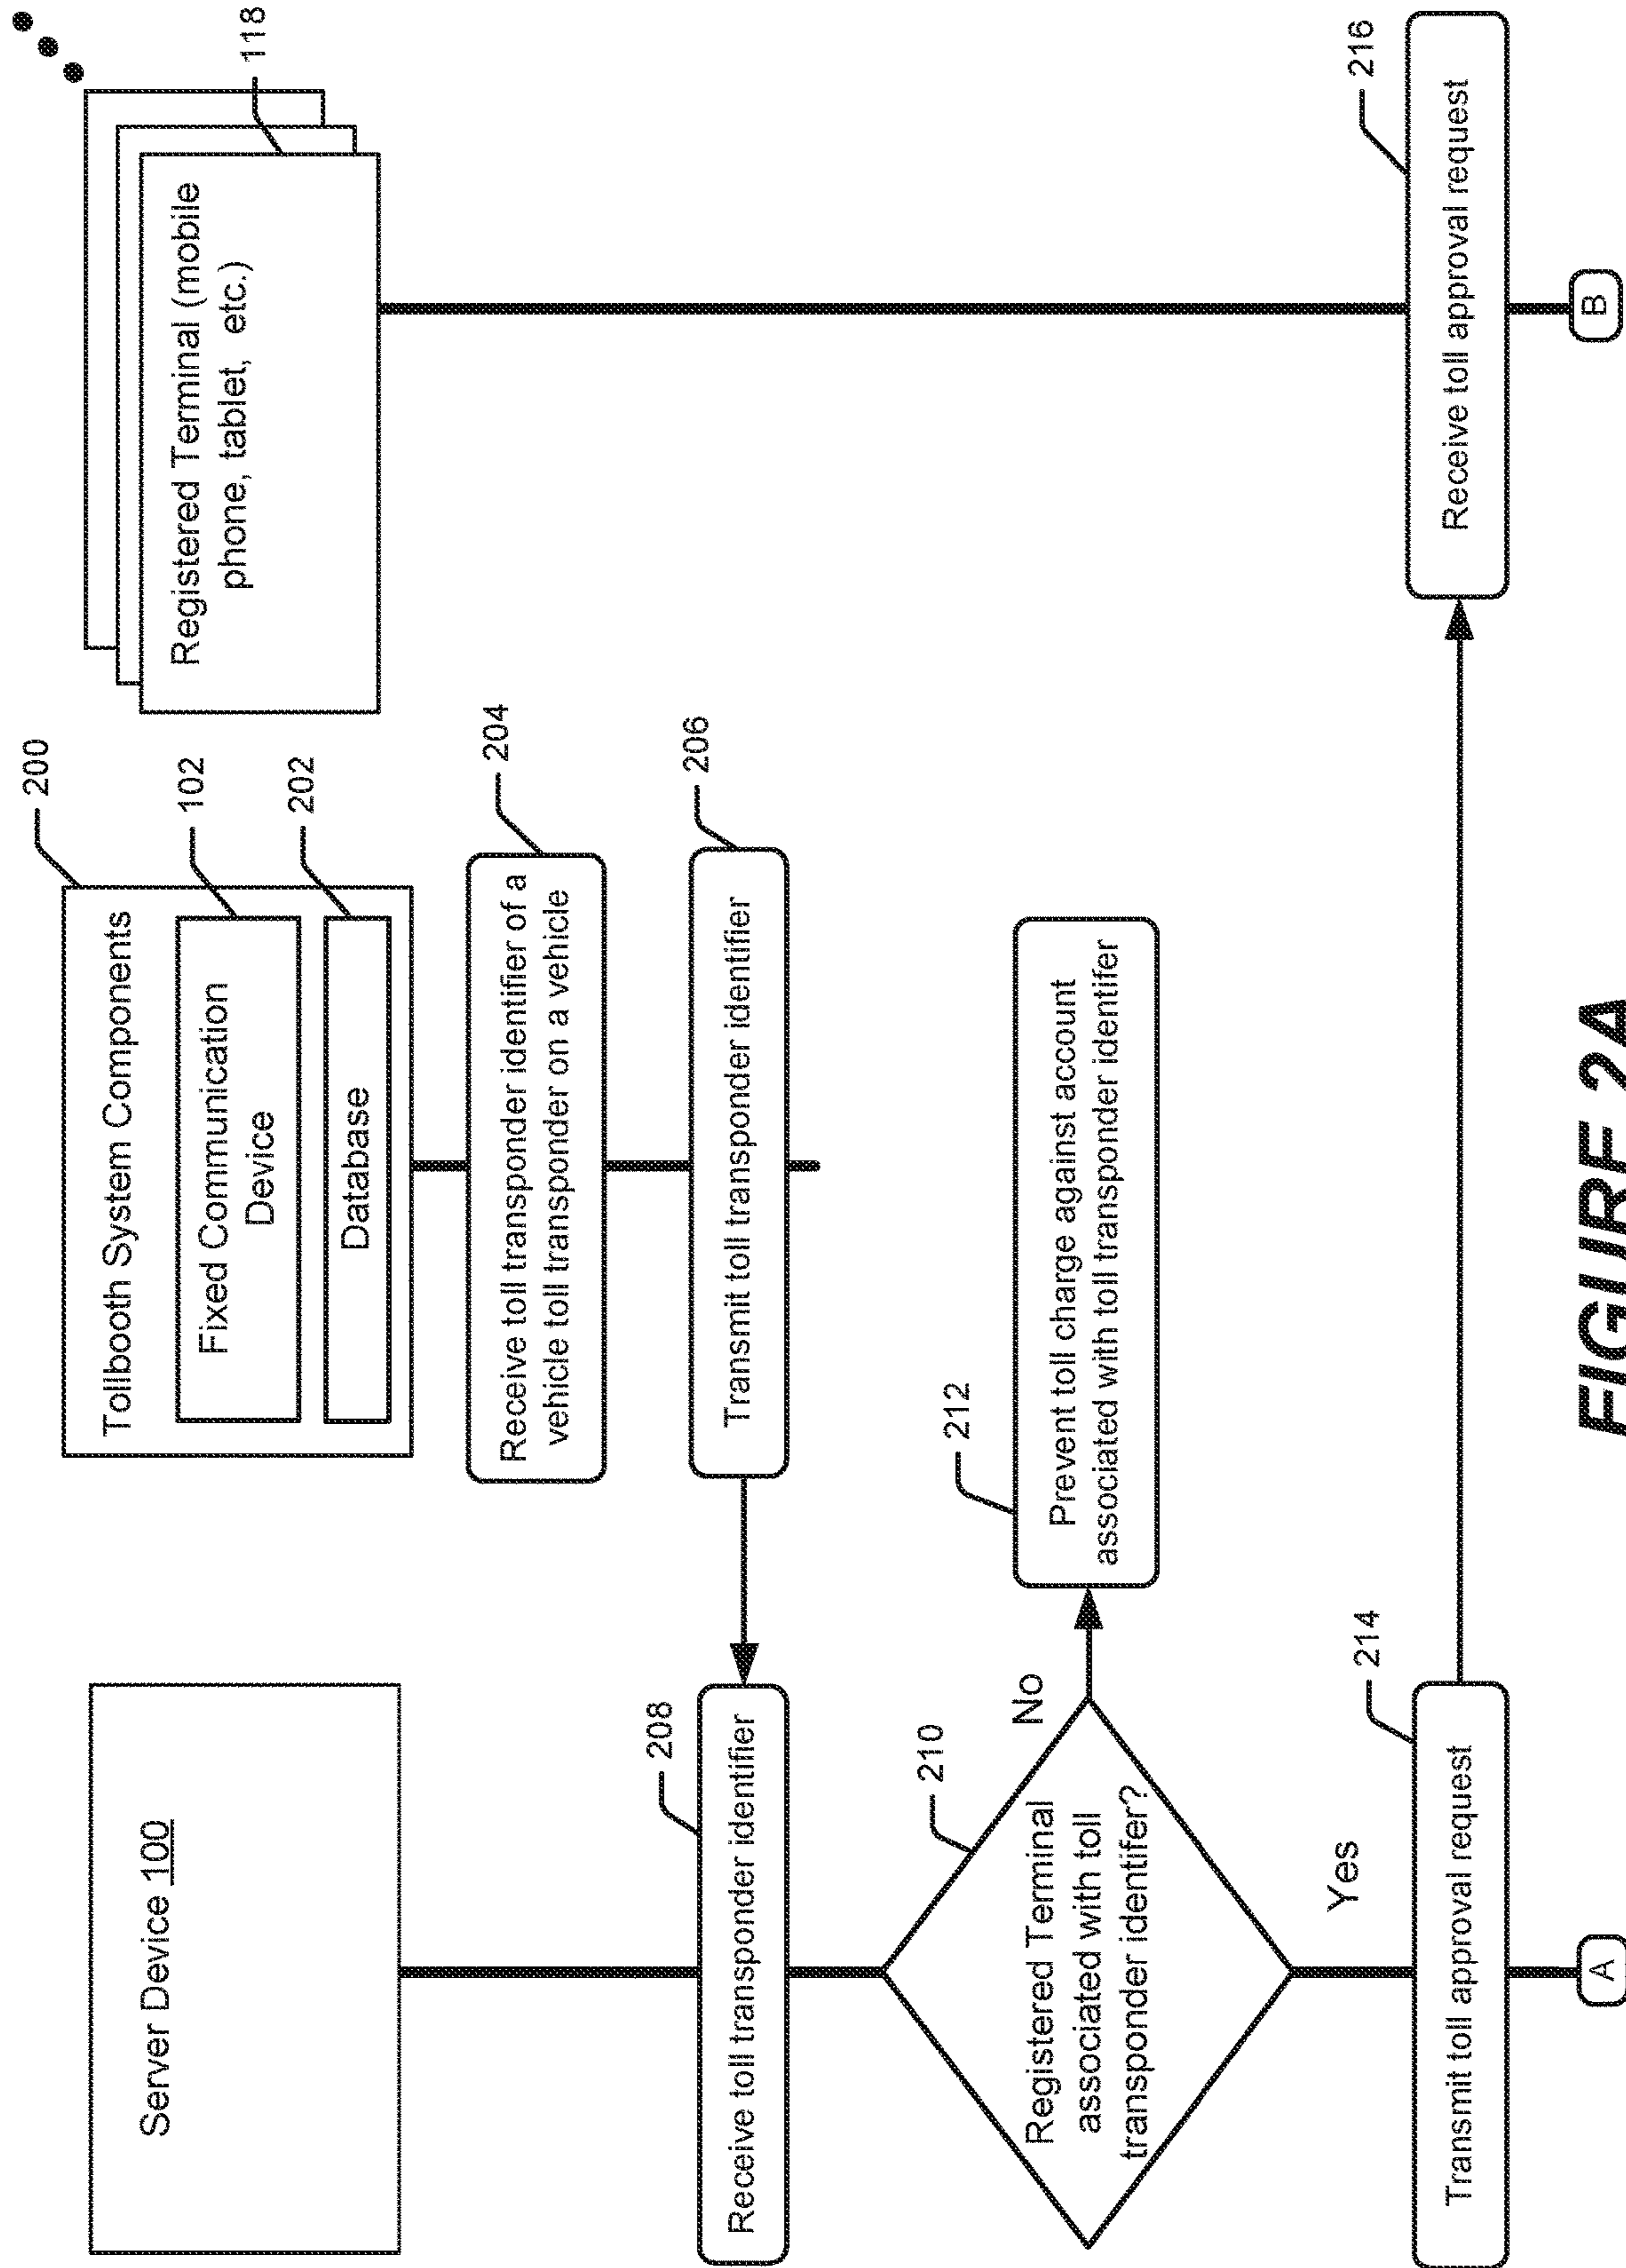 Server Device 100
Tollbooth System Components
200
Fixed Communication
Device
102
Database
202
Registered Terminal (mobile
phone, tablet, etc.)
118
Receive toll transponder identifier of a
vehicle toll transponder on a vehicle
204
Transmit toll transponder identifier
206
Receive toll transponder identifier
208
Registered Terminal
associated with toll
transponder identifer?
210
No
Prevent toll charge against account
associated with toll transponder identifer
212
Yes
Transmit toll approval request
214
Receive toll approval request
216
A
B
FIGURE 2A